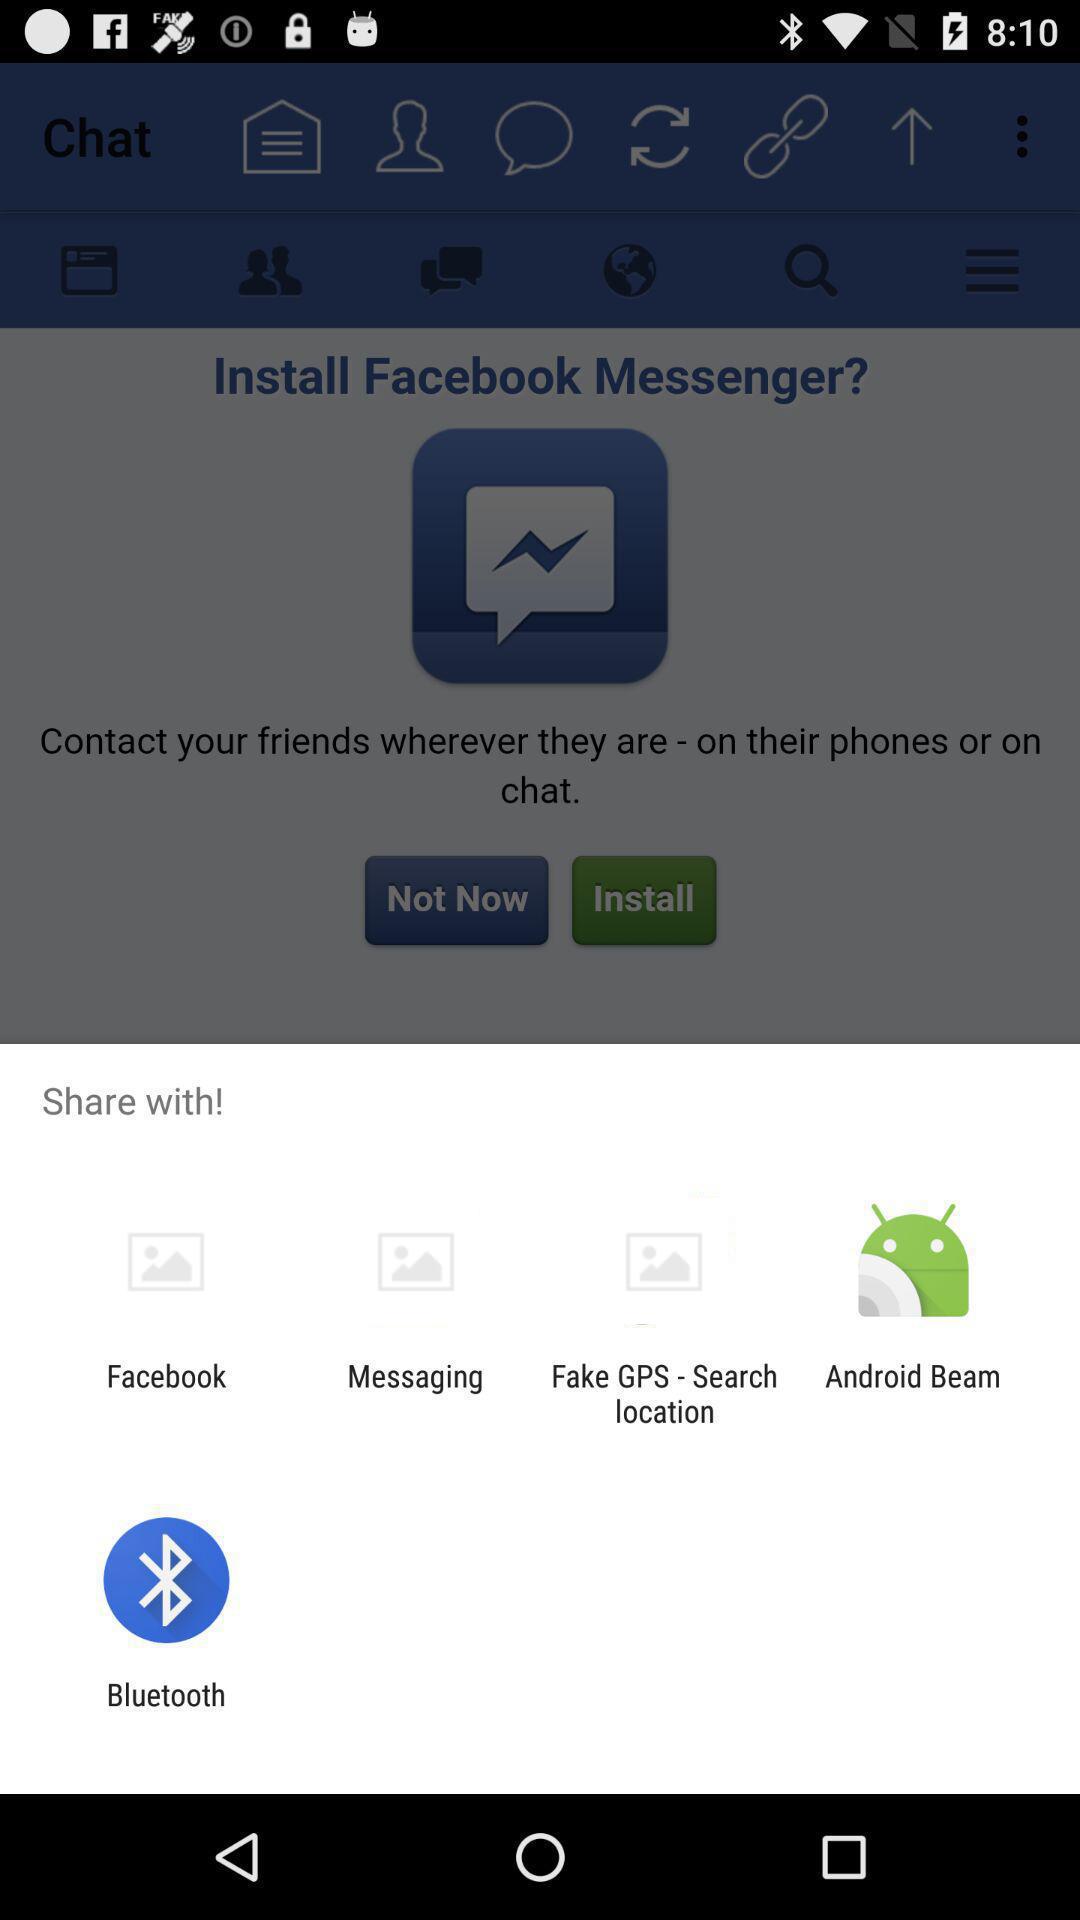 FAKE
8:10
Chat
Install Facebook Messenger?
Contact your friends wherever they are - on their phones or on
chat.
Not Now
Install
Share with!
Facebook
Messaging
Fake GPS - Search
location
Android Beam
Bluetooth